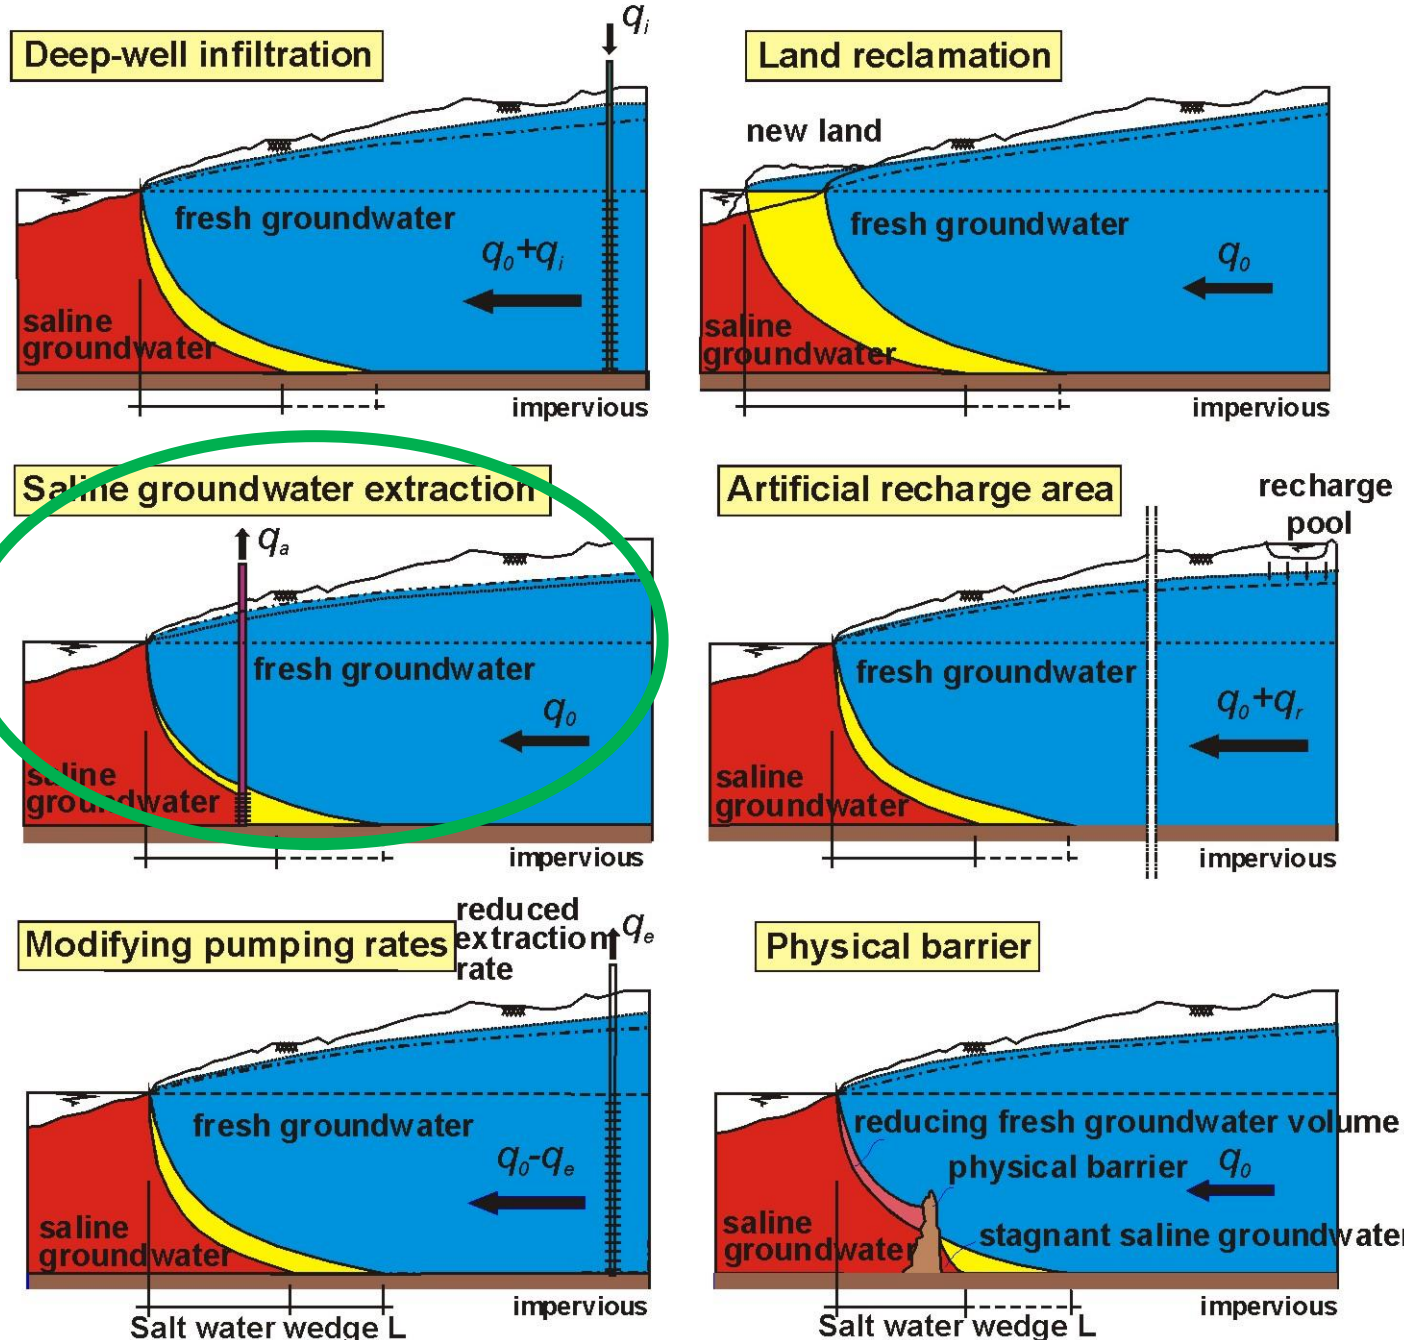 Deep-well infiltration
qi
fresh groundwater
q0+qi
saline
groundwater
impervious
Land reclamation
new land
fresh groundwater
q0
saline
groundwater
impervious
Saline groundwater extraction
qa
fresh groundwater
q0
saline
groundwater
impervious
Artificial recharge area
recharge
pool
fresh groundwater
q0+qr
saline
groundwater
impervious
Modifying pumping rates
reduced
extraction
rate
qe
fresh groundwater
q0-qe
saline
groundwater
impervious
Salt water wedge L
Physical barrier
reducing fresh groundwater volume
physical barrier
q0
saline
groundwater
stagnant saline groundwater
impervious
Salt water wedge L